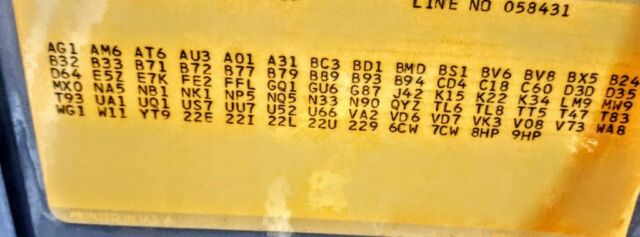 LINE NO 058431
AG1 AM6 AT6 AU3 AO1 A31 BC3 BD1 BMD BS1 BV6 BV8 BX5 B24
B32 B33 B71 B72 B77 B79 B89 B93 B94 CD4 C18 C60 D3D D35
D64 E5Z E7K FE2 FFL GQ1 GU6 G87 J42 K15 K22 K34 LM9 MW9
MX0 NA5 NB1 NK1 NP5 NQ5 N33 N90 QYZ TL6 TL8 TT5 T47 T83
T93 UA1 UQ1 US7 UU7 U52 U66 VA2 VD6 VD7 VK3 VO8 V73 WA8
WG1 W11 YT9 22E 22I 22L 22U 229 6CW 7CW 8HP 9HP
PRINTED IN U.S.A.